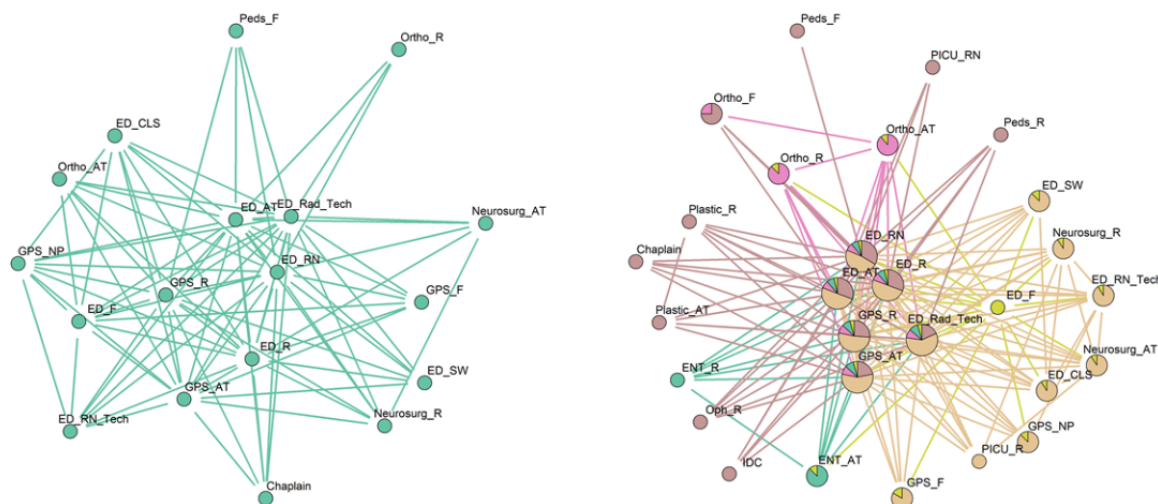 Peds_F
Ortho_R
ED_CLS
Ortho_AT
ED_AT
ED_Rad_Tech
Neurosurg_AT
GPS_NP
ED_RN
GPS_R
GPS_F
ED_F
ED_R
ED_SW
GPS_AT
ED_RN_Tech
Neurosurg_R
Chaplain
Peds_F
PICU_RN
Ortho_F
Ortho_AT
Peds_R
Ortho_R
ED_SW
Plastic_R
ED_RN
Neurosurg_R
Chaplain
ED_AT
ED_R
ED_RN_Tech
ED_F
Plastic_AT
GPS_R
ED_Rad_Tech
Neurosurg_AT
GPS_AT
ENT_R
ED_CLS
Oph_R
GPS_NP
PICU_R
IDC
ENT_AT
GPS_F